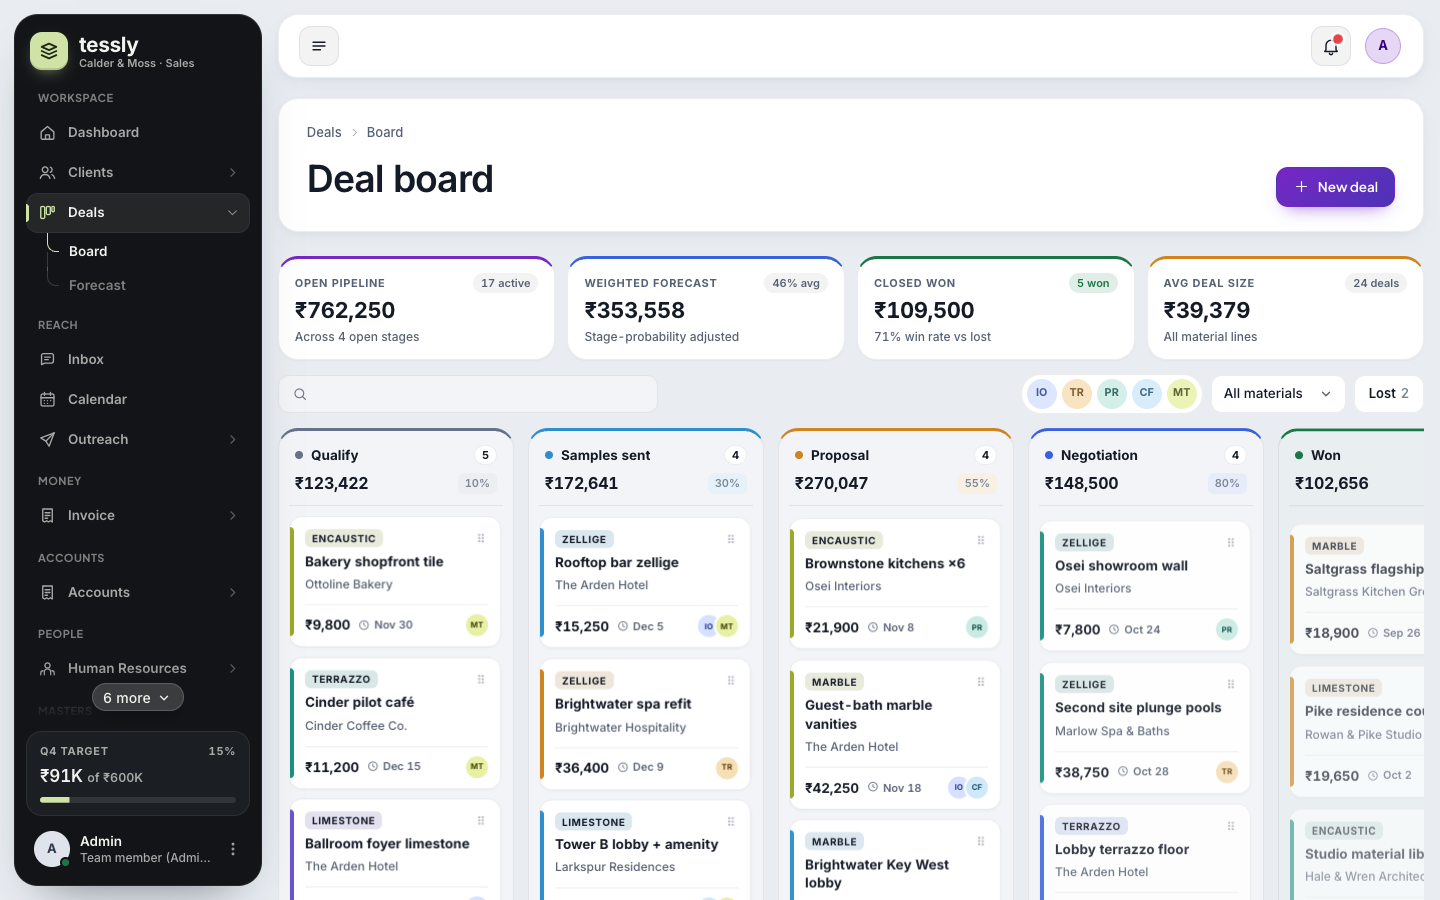 tessly
Calder & Moss · Sales
WORKSPACE
Dashboard
Clients
Deals
Board
Forecast
REACH
Inbox
Calendar
Outreach
MONEY
Invoice
ACCOUNTS
Accounts
PEOPLE
Human Resources
6 more
MASTERS
Q4 TARGET 15%
₹91K of ₹600K
A
Admin
Team member (Admi...
A
Deals > Board
Deal board
+ New deal
OPEN PIPELINE 17 active
₹762,250
Across 4 open stages
WEIGHTED FORECAST 46% avg
₹353,558
Stage-probability adjusted
CLOSED WON 5 won
₹109,500
71% win rate vs lost
AVG DEAL SIZE 24 deals
₹39,379
All material lines
IO TR PR CF MT
All materials
Lost 2
Qualify 5
₹123,422 10%
ENCAUSTIC
Bakery shopfront tile
Ottoline Bakery
₹9,800 Nov 30 MT
TERRAZZO
Cinder pilot café
Cinder Coffee Co.
₹11,200 Dec 15 MT
LIMESTONE
Ballroom foyer limestone
The Arden Hotel
Samples sent 4
₹172,641 30%
ZELLIGE
Rooftop bar zellige
The Arden Hotel
₹15,250 Dec 5 IO MT
ZELLIGE
Brightwater spa refit
Brightwater Hospitality
₹36,400 Dec 9 TR
LIMESTONE
Tower B lobby + amenity
Larkspur Residences
Proposal 4
₹270,047 55%
ENCAUSTIC
Brownstone kitchens ×6
Osei Interiors
₹21,900 Nov 8 PR
MARBLE
Guest-bath marble
vanities
The Arden Hotel
₹42,250 Nov 18 IO CF
MARBLE
Brightwater Key West
lobby
Negotiation 4
₹148,500 80%
ZELLIGE
Osei showroom wall
Osei Interiors
₹7,800 Oct 24 PR
ZELLIGE
Second site plunge pools
Marlow Spa & Baths
₹38,750 Oct 28 TR
TERRAZZO
Lobby terrazzo floor
The Arden Hotel
Won
₹102,656
MARBLE
Saltgrass flagship
Saltgrass Kitchen Gr
₹18,900 Sep 26
LIMESTONE
Pike residence cou
Rowan & Pike Studio
₹19,650 Oct 2
ENCAUSTIC
Studio material lib
Hale & Wren Architec